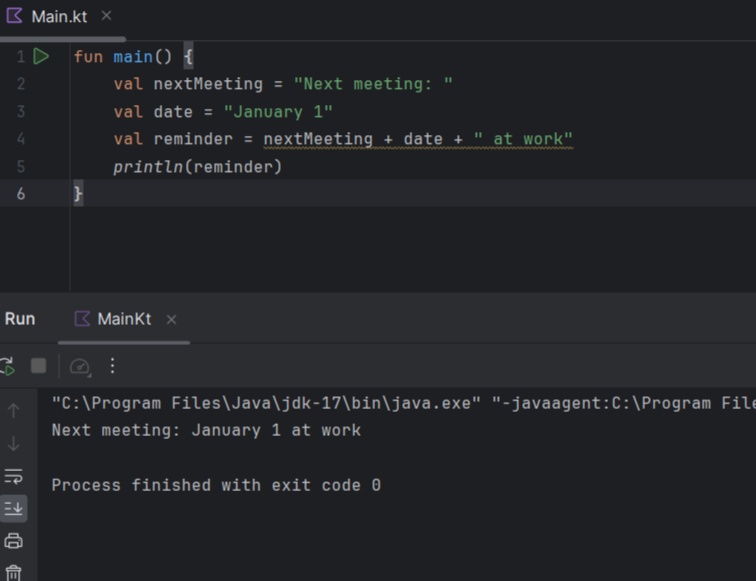 Main.kt
1 fun main() {
2     val nextMeeting = "Next meeting: "
3     val date = "January 1"
4     val reminder = nextMeeting + date + " at work"
5     println(reminder)
6 }
Run MainKt
"C:\Program Files\Java\jdk-17\bin\java.exe" "-javaagent:C:\Program File
Next meeting: January 1 at work
Process finished with exit code 0